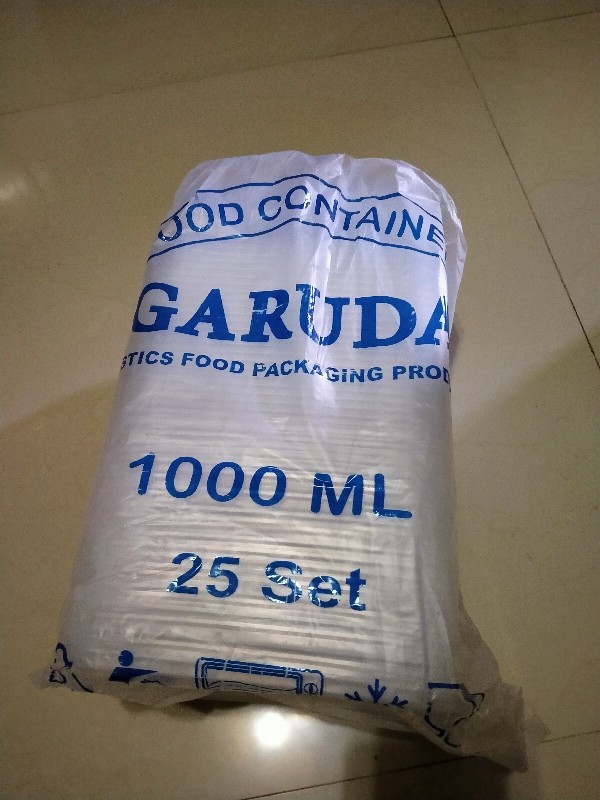 OOD CONTAINE
GARUDA
STICS FOOD PACKAGING PROD
1000 ML
25 Set